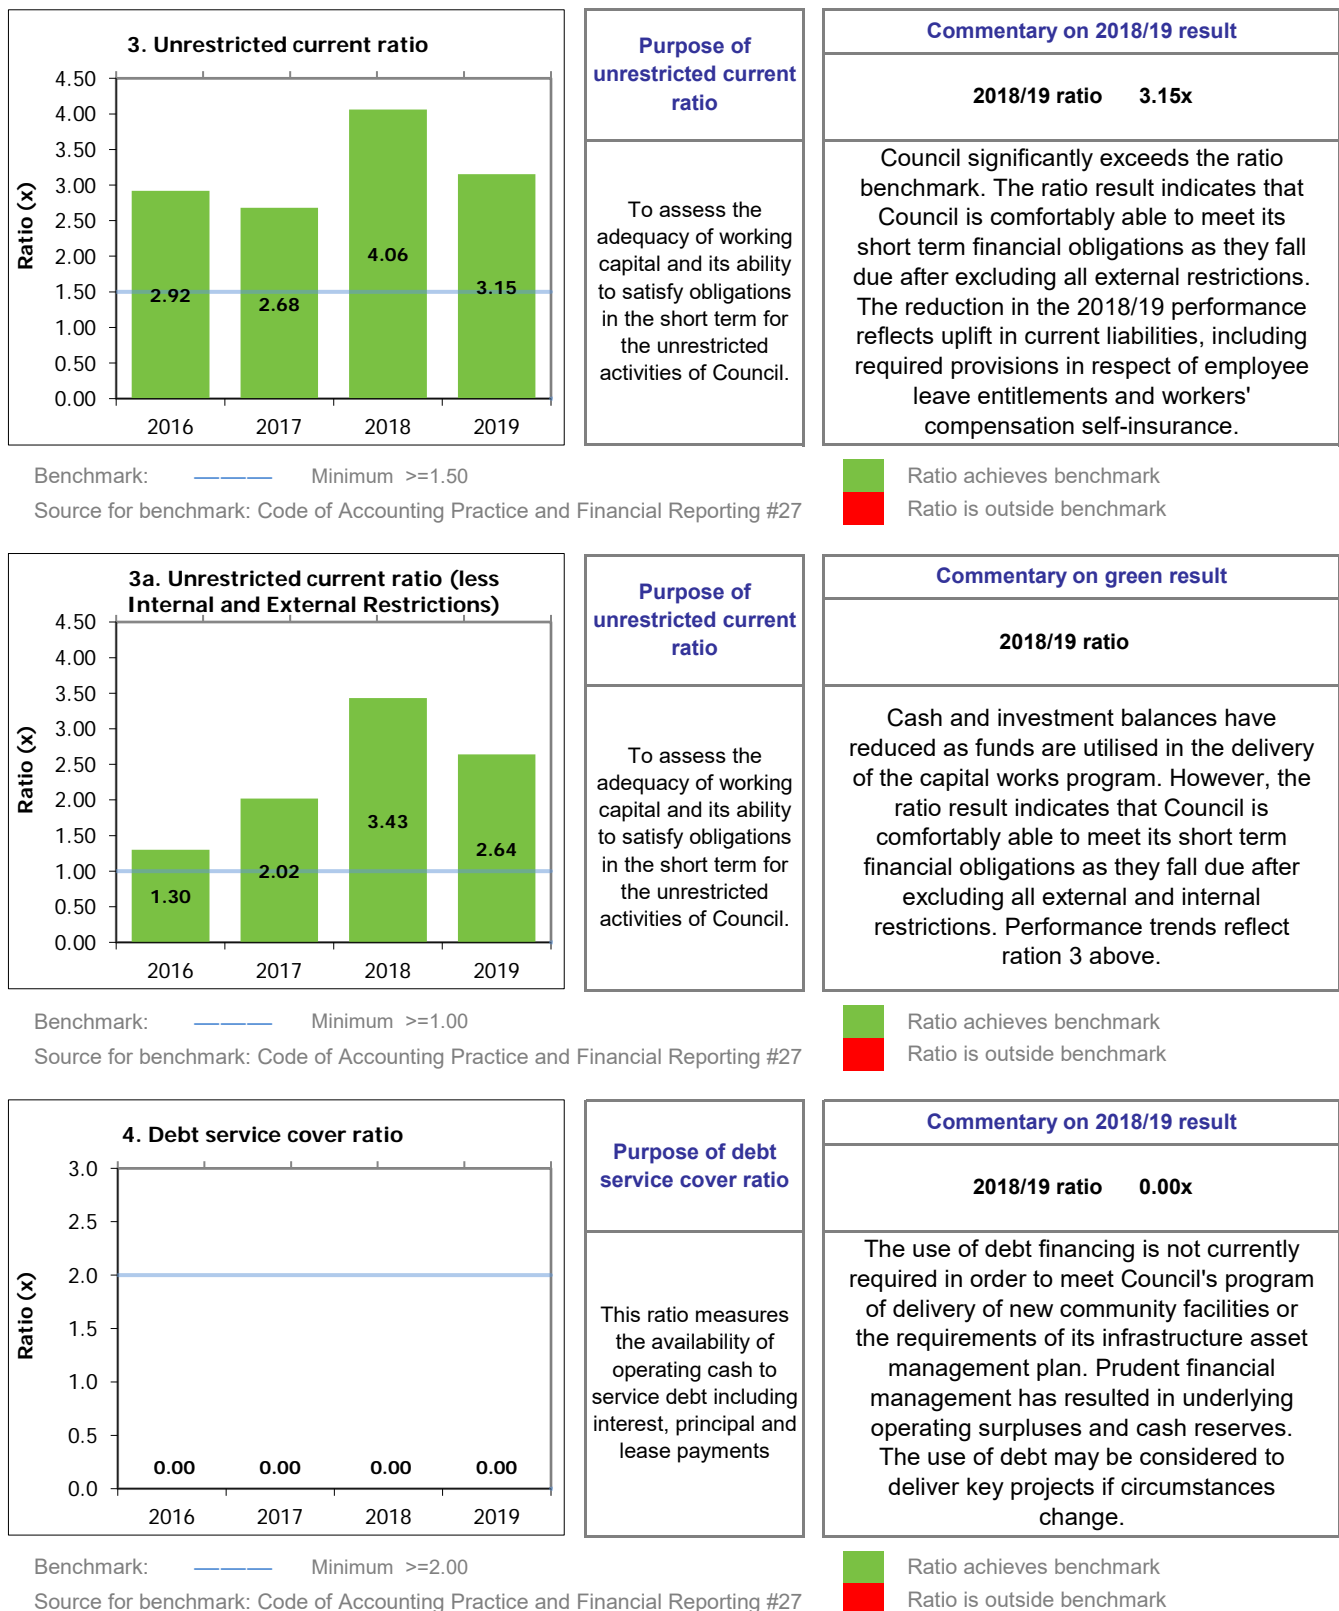 3. Unrestricted current ratio
4.50
4.00
3.50
3.00
2.50
2.00
1.50
1.00
0.50
0.00
Ratio (x)
2.92
2.68
4.06
3.15
2016 2017 2018 2019
Purpose of
unrestricted current
ratio
To assess the
adequacy of working
capital and its ability
to satisfy obligations
in the short term for
the unrestricted
activities of Council.
Commentary on 2018/19 result
2018/19 ratio 3.15x
Council significantly exceeds the ratio
benchmark. The ratio result indicates that
Council is comfortably able to meet its
short term financial obligations as they fall
due after excluding all external restrictions.
The reduction in the 2018/19 performance
reflects uplift in current liabilities, including
required provisions in respect of employee
leave entitlements and workers'
compensation self-insurance.
Benchmark: Minimum >=1.50
Source for benchmark: Code of Accounting Practice and Financial Reporting #27
Ratio achieves benchmark
Ratio is outside benchmark
3a. Unrestricted current ratio (less
Internal and External Restrictions)
4.50
4.00
3.50
3.00
2.50
2.00
1.50
1.00
0.50
0.00
Ratio (x)
1.30
2.02
3.43
2.64
2016 2017 2018 2019
Purpose of
unrestricted current
ratio
To assess the
adequacy of working
capital and its ability
to satisfy obligations
in the short term for
the unrestricted
activities of Council.
Commentary on green result
2018/19 ratio
Cash and investment balances have
reduced as funds are utilised in the delivery
of the capital works program. However, the
ratio result indicates that Council is
comfortably able to meet its short term
financial obligations as they fall due after
excluding all external and internal
restrictions. Performance trends reflect
ration 3 above.
Benchmark: Minimum >=1.00
Source for benchmark: Code of Accounting Practice and Financial Reporting #27
Ratio achieves benchmark
Ratio is outside benchmark
4. Debt service cover ratio
3.0
2.5
2.0
1.5
1.0
0.5
0.0
Ratio (x)
0.00 0.00 0.00 0.00
2016 2017 2018 2019
Purpose of debt
service cover ratio
This ratio measures
the availability of
operating cash to
service debt including
interest, principal and
lease payments
Commentary on 2018/19 result
2018/19 ratio 0.00x
The use of debt financing is not currently
required in order to meet Council's program
of delivery of new community facilities or
the requirements of its infrastructure asset
management plan. Prudent financial
management has resulted in underlying
operating surpluses and cash reserves.
The use of debt may be considered to
deliver key projects if circumstances
change.
Benchmark: Minimum >=2.00
Source for benchmark: Code of Accounting Practice and Financial Reporting #27
Ratio achieves benchmark
Ratio is outside benchmark